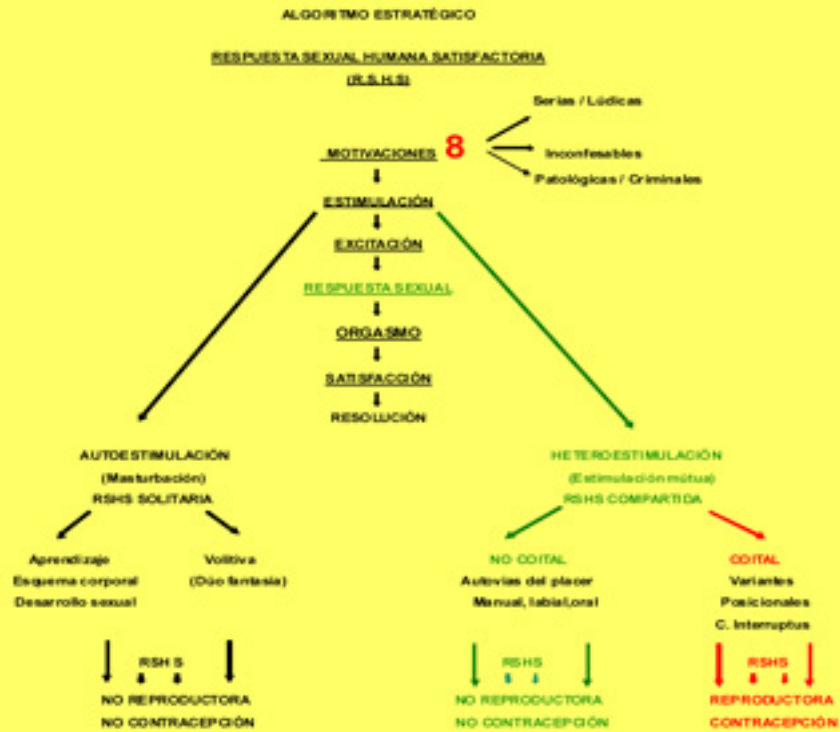 ALGORITMO ESTRATÉGICO
RESPUESTA SEXUAL HUMANA SATISFACTORIA
(R.S.H.S)
Serias / Lúdicas
MOTIVACIONES 8
Inconfesables
Patológicas / Criminales
ESTIMULACIÓN
EXCITACIÓN
RESPUESTA SEXUAL
ORGASMO
SATISFACCIÓN
RESOLUCIÓN
AUTOESTIMULACIÓN
(Masturbación)
RSHS SOLITARIA
Aprendizaje
Esquema corporal
Desarrollo sexual
Volitiva
(Dúo fantasía)
RSH S
NO REPRODUCTORA
NO CONTRACEPCIÓN
HETEROESTIMULACIÓN
(Estimulación mútua)
RSHS COMPARTIDA
NO COITAL
Autovías del placer
Manual, labial,oral
RSHS
NO REPRODUCTORA
NO CONTRACEPCIÓN
COITAL
Variantes
Posicionales
C. Interruptus
RSHS
REPRODUCTORA
CONTRACEPCIÓN